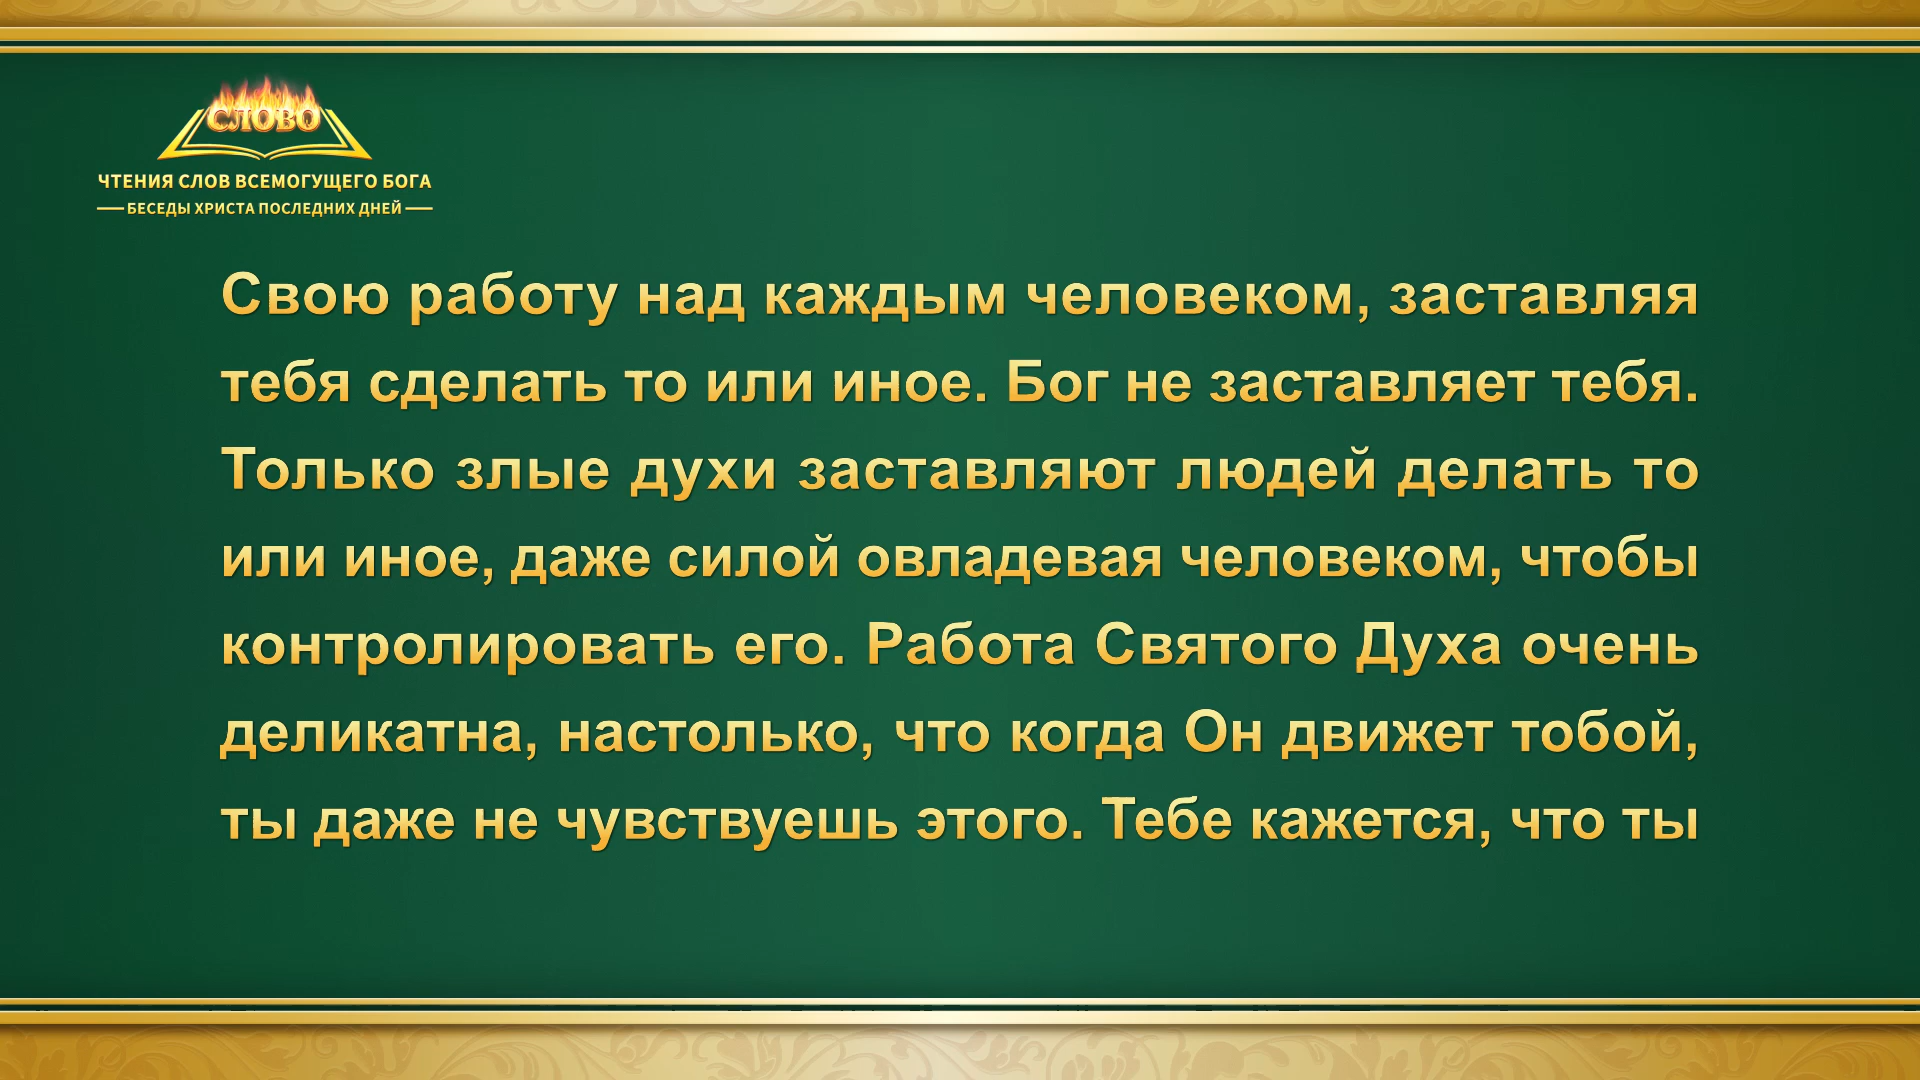 СЛОВО
ЧТЕНИЯ СЛОВ ВСЕМОГУЩЕГО БОГА
БЕСЕДЫ ХРИСТА ПОСЛЕДНИХ ДНЕЙ
Свою работу над каждым человеком, заставляя
тебя сделать то или иное. Бог не заставляет тебя.
Только злые духи заставляют людей делать то
или иное, даже силой овладевая человеком, чтобы
контролировать его. Работа Святого Духа очень
деликатна, настолько, что когда Он движет тобой,
ты даже не чувствуешь этого. Тебе кажется, что ты